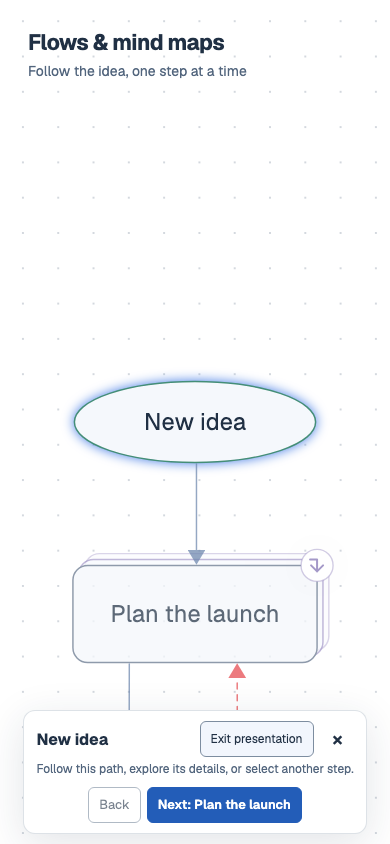 Flows & mind maps
Follow the idea, one step at a time
New idea
Plan the launch
New idea
Exit presentation
×
Follow this path, explore its details, or select another step.
Back
Next: Plan the launch